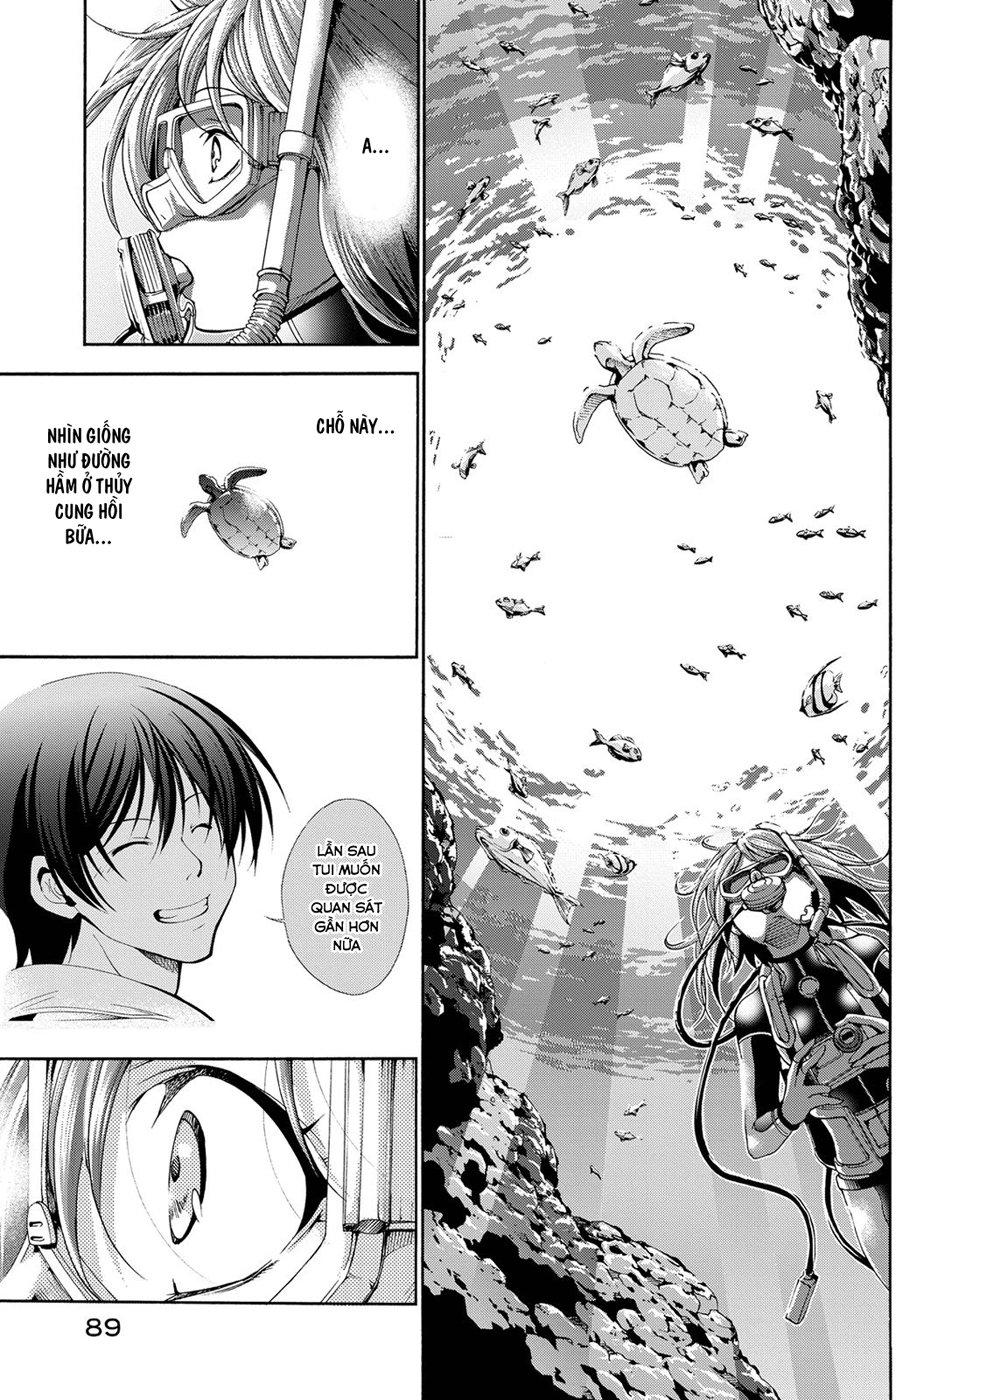 A...
CHỖ NÀY...
NHÌN GIỐNG
NHƯ ĐƯỜNG
HẦM Ở THỦY
CUNG HỒI
BỮA...
LẦN SAU
TUI MUỐN
ĐƯỢC
QUAN SÁT
GẦN HƠN
NỮA
89